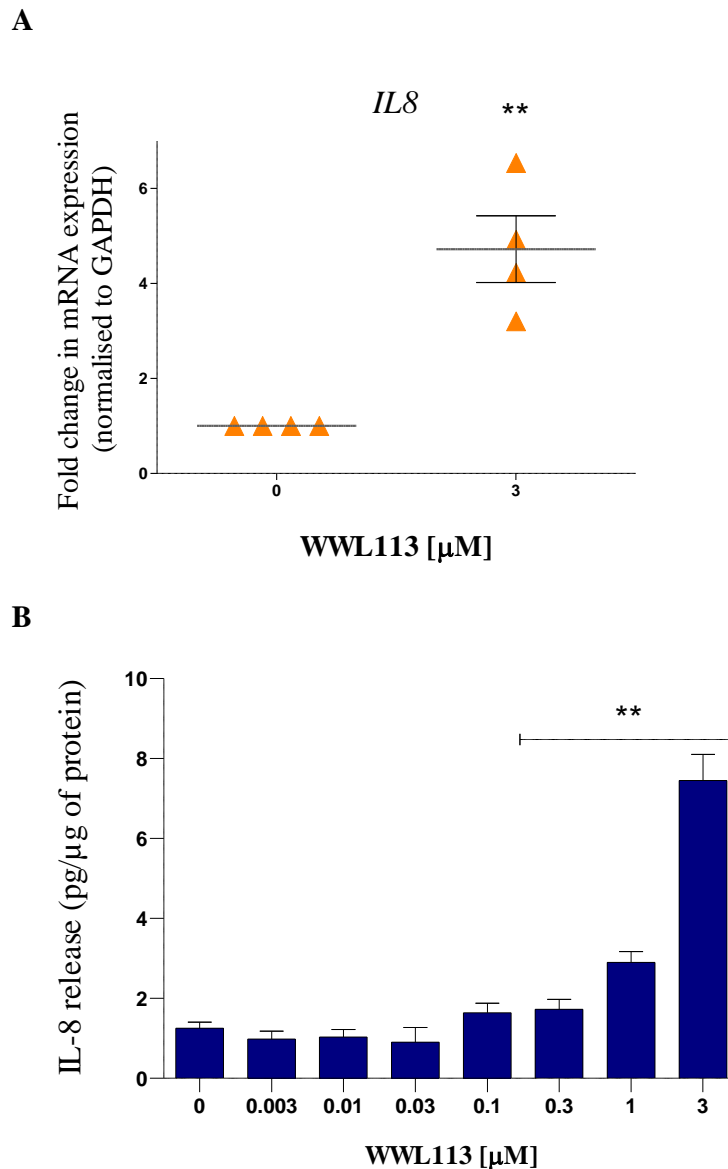 A
IL8
**
Fold change in mRNA expression
(normalised to GAPDH)
6
4
2
0
0 3
WWL113 [μM]
B
**
IL-8 release (pg/μg of protein)
10
8
6
4
2
0
0 0.003 0.01 0.03 0.1 0.3 1 3
WWL113 [μM]